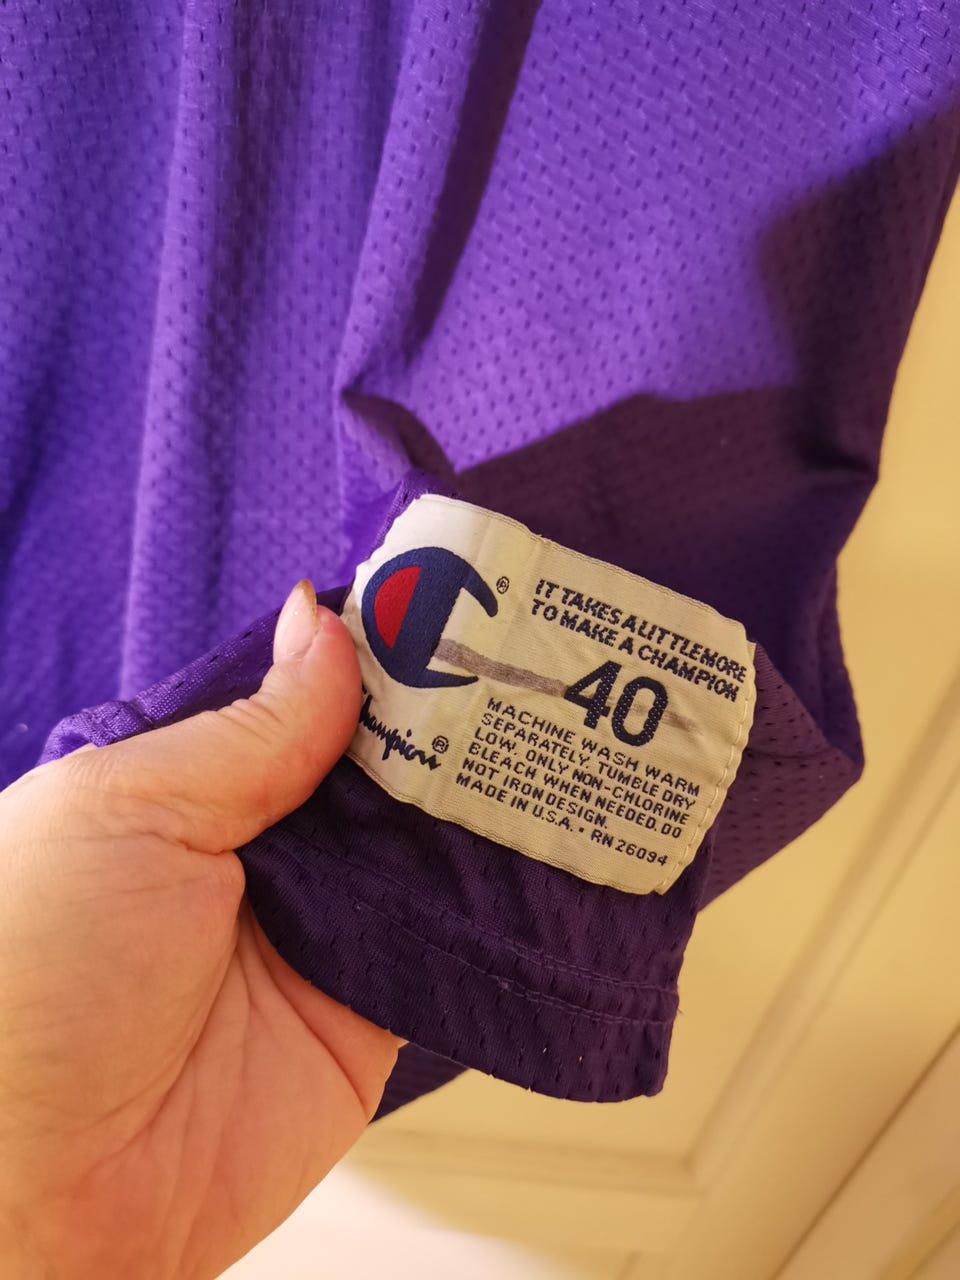 ®
IT TAKES A LITTLE MORE
TO MAKE A CHAMPION
40
Champion®
MACHINE WASH WARM
SEPARATELY. TUMBLE DRY
LOW. ONLY NON-CHLORINE
BLEACH WHEN NEEDED. DO
NOT IRON DESIGN.
MADE IN U.S.A. • RN 26094